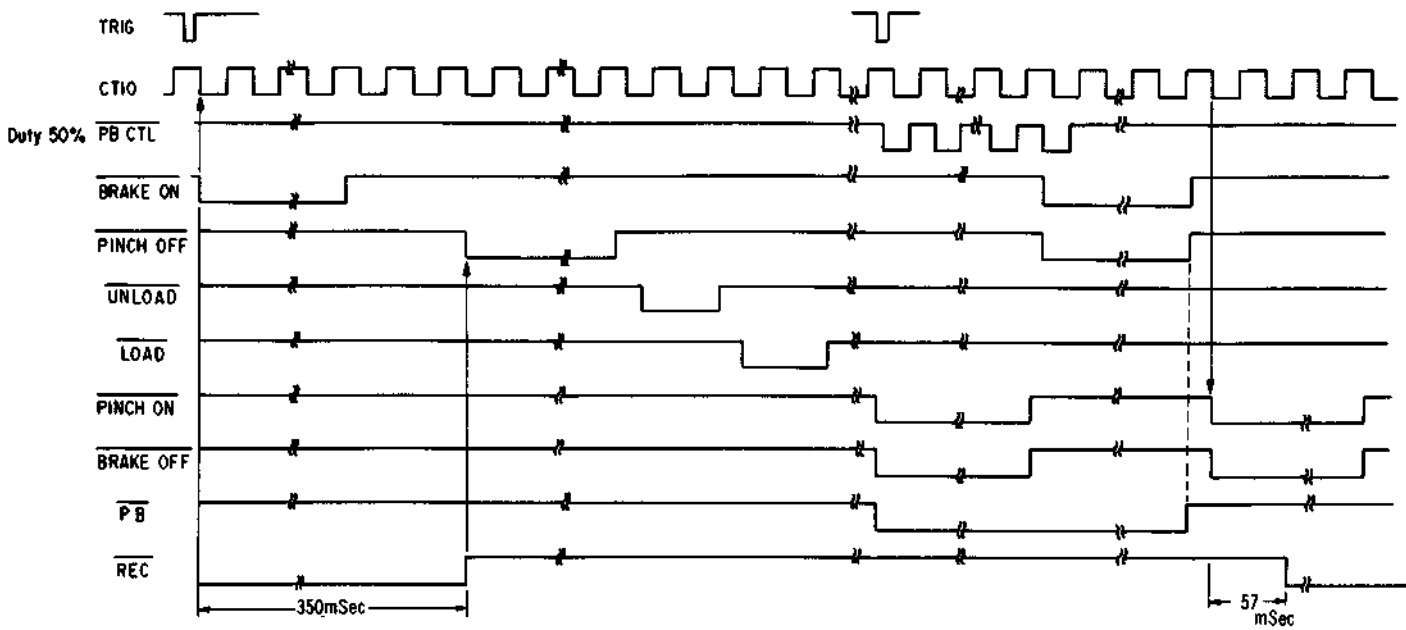 TRIG
CTIO
Duty 50% PB CTL
BRAKE ON
PINCH OFF
UNLOAD
LOAD
PINCH ON
BRAKE OFF
PB
REC
350mSec
57
mSec